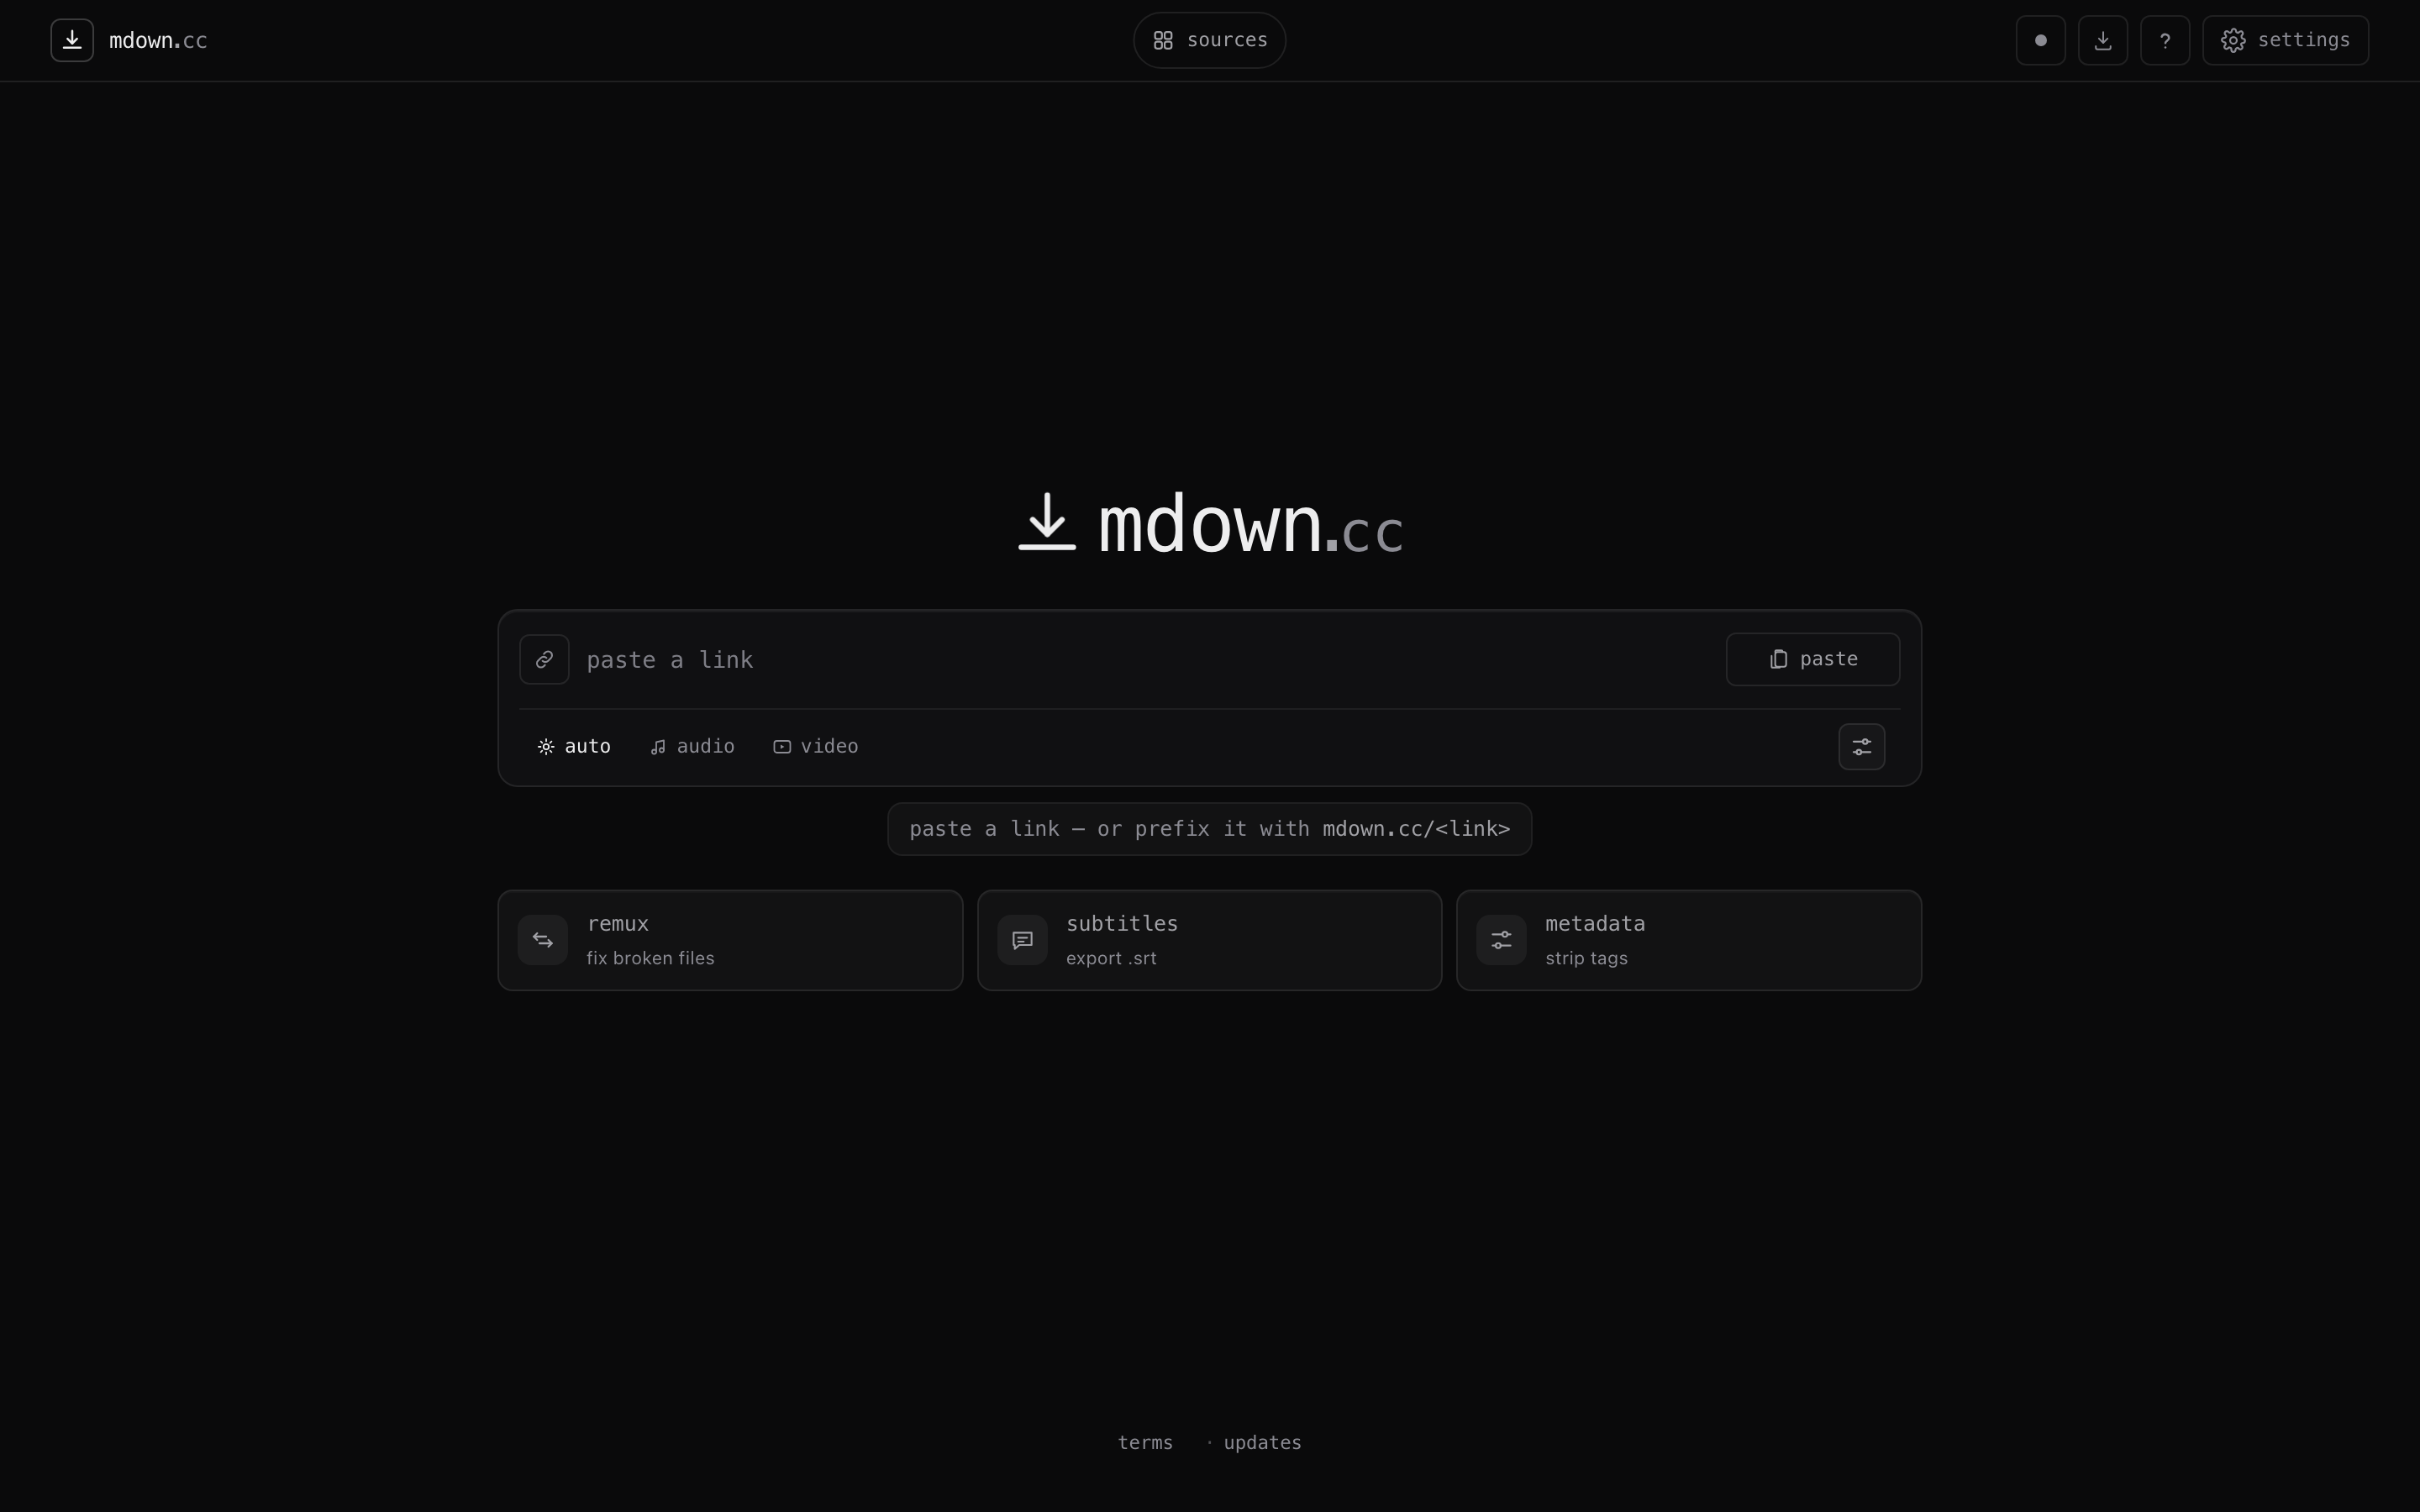 mdown.cc
sources
?
settings
mdown.cc
paste a link
paste
auto
audio
video
paste a link — or prefix it with mdown.cc/<link>
remux
fix broken files
subtitles
export .srt
metadata
strip tags
terms · updates